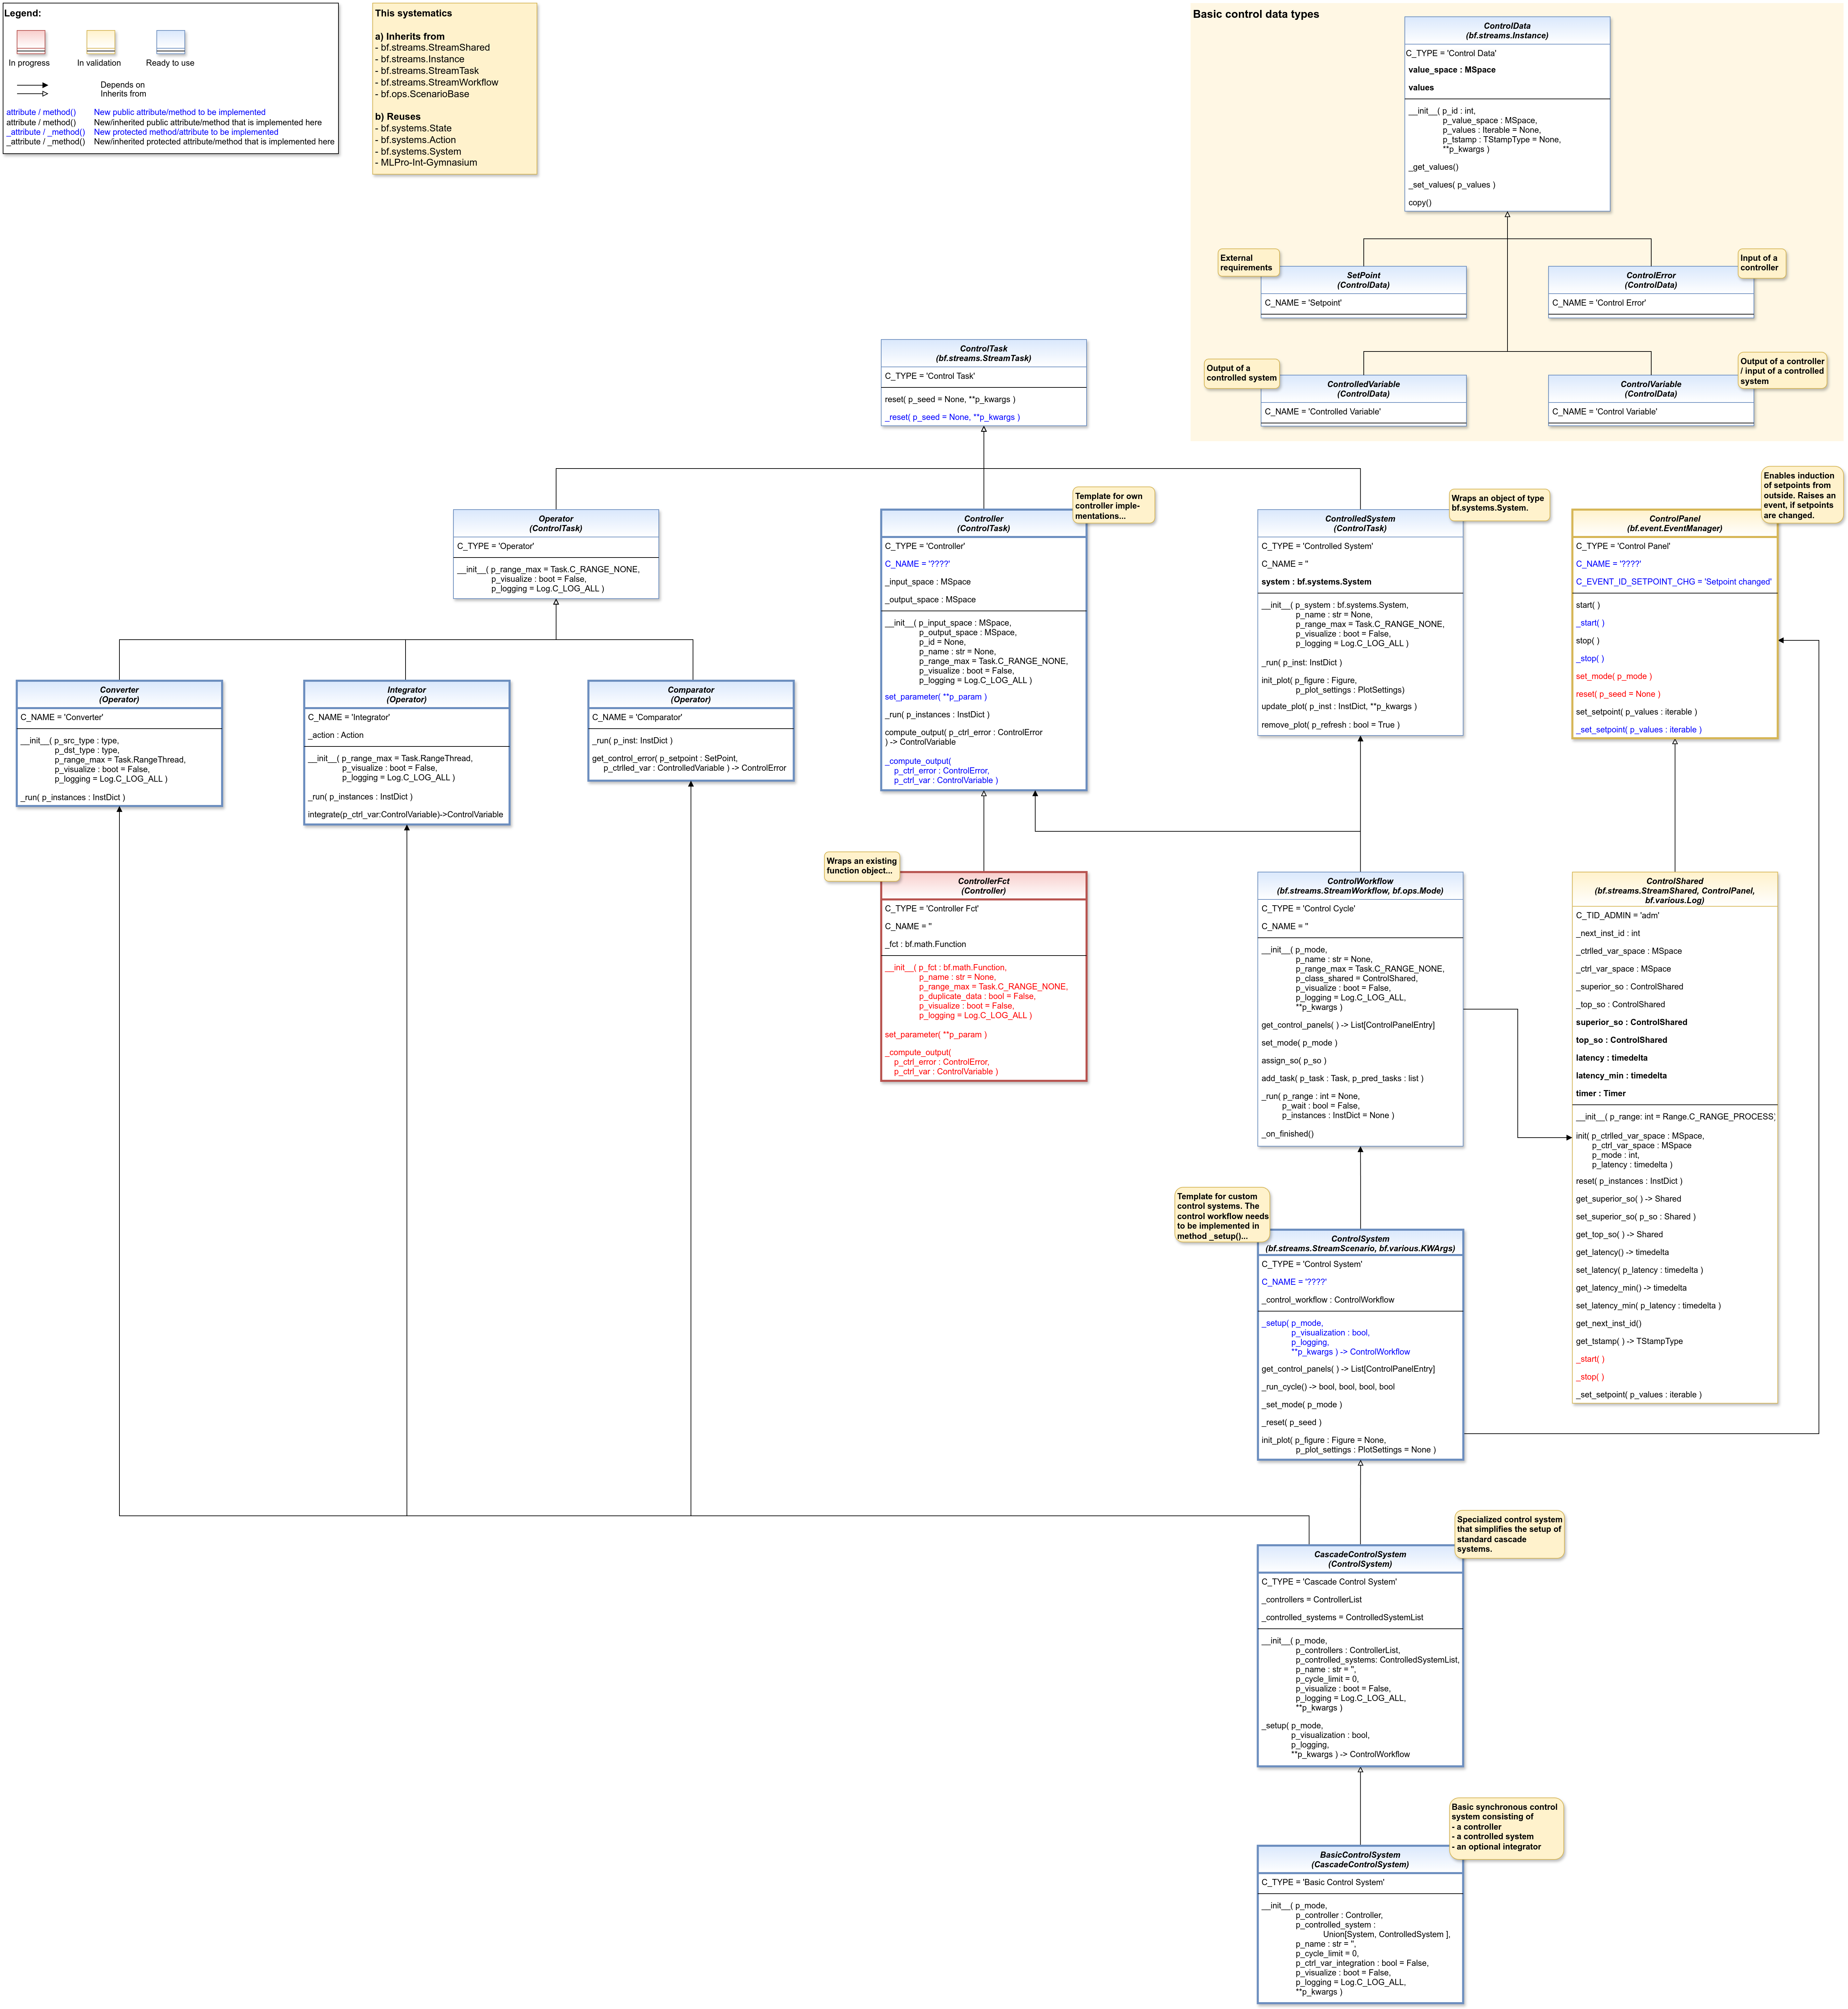 Legend:
In progress
In validation
Ready to use
Depends on
Inherits from
attribute / method() New public attribute/method to be implemented
attribute / method() New/inherited public attribute/method that is implemented here
_attribute / _method() New protected method/attribute to be implemented
_attribute / _method() New/inherited protected attribute/method that is implemented here
This systematics
a) Inherits from
- bf.streams.StreamShared
- bf.streams.Instance
- bf.streams.StreamTask
- bf.streams.StreamWorkflow
- bf.ops.ScenarioBase
b) Reuses
- bf.systems.State
- bf.systems.Action
- bf.systems.System
- MLPro-Int-Gymnasium
Basic control data types
ControlData
(bf.streams.Instance)
C_TYPE = 'Control Data'
value_space : MSpace
values
__init__( p_id : int,
p_value_space : MSpace,
p_values : Iterable = None,
p_tstamp : TStampType = None,
**p_kwargs )
_get_values()
_set_values( p_values )
copy()
External
requirements
SetPoint
(ControlData)
C_NAME = 'Setpoint'
Input of a
controller
ControlError
(ControlData)
C_NAME = 'Control Error'
Output of a
controlled system
ControlledVariable
(ControlData)
C_NAME = 'Controlled Variable'
Output of a controller
/ input of a controlled
system
ControlVariable
(ControlData)
C_NAME = 'Control Variable'
ControlTask
(bf.streams.StreamTask)
C_TYPE = 'Control Task'
reset( p_seed = None, **p_kwargs )
_reset( p_seed = None, **p_kwargs )
Operator
(ControlTask)
C_TYPE = 'Operator'
__init__( p_range_max = Task.C_RANGE_NONE,
p_visualize : boot = False,
p_logging = Log.C_LOG_ALL )
Template for own
controller imple-
mentations...
Controller
(ControlTask)
C_TYPE = 'Controller'
C_NAME = '????'
_input_space : MSpace
_output_space : MSpace
__init__( p_input_space : MSpace,
p_output_space : MSpace,
p_id = None,
p_name : str = None,
p_range_max = Task.C_RANGE_NONE,
p_visualize : boot = False,
p_logging = Log.C_LOG_ALL )
set_parameter( **p_param )
_run( p_instances : InstDict )
compute_output( p_ctrl_error : ControlError
) -> ControlVariable
_compute_output(
p_ctrl_error : ControlError,
p_ctrl_var : ControlVariable )
Wraps an object of type
bf.systems.System.
ControlledSystem
(ControlTask)
C_TYPE = 'Controlled System'
C_NAME = ''
system : bf.systems.System
__init__( p_system : bf.systems.System,
p_name : str = None,
p_range_max = Task.C_RANGE_NONE,
p_visualize : boot = False,
p_logging = Log.C_LOG_ALL )
_run( p_inst: InstDict )
init_plot( p_figure : Figure,
p_plot_settings : PlotSettings)
update_plot( p_inst : InstDict, **p_kwargs )
remove_plot( p_refresh : bool = True )
Enables induction
of setpoints from
outside. Raises an
event, if setpoints
are changed.
ControlPanel
(bf.event.EventManager)
C_TYPE = 'Control Panel'
C_NAME = '????'
C_EVENT_ID_SETPOINT_CHG = 'Setpoint changed'
start( )
_start( )
stop( )
_stop( )
set_mode( p_mode )
reset( p_seed = None )
set_setpoint( p_values : iterable )
_set_setpoint( p_values : iterable )
Converter
(Operator)
C_NAME = 'Converter'
__init__( p_src_type : type,
p_dst_type : type,
p_range_max = Task.RangeThread,
p_visualize : boot = False,
p_logging = Log.C_LOG_ALL )
_run( p_instances : InstDict )
Integrator
(Operator)
C_NAME = 'Integrator'
_action : Action
__init__( p_range_max = Task.RangeThread,
p_visualize : boot = False,
p_logging = Log.C_LOG_ALL )
_run( p_instances : InstDict )
integrate(p_ctrl_var:ControlVariable)->ControlVariable
Comparator
(Operator)
C_NAME = 'Comparator'
_run( p_inst: InstDict )
get_control_error( p_setpoint : SetPoint,
p_ctrlled_var : ControlledVariable ) -> ControlError
Wraps an existing
function object...
ControllerFct
(Controller)
C_TYPE = 'Controller Fct'
C_NAME = ''
_fct : bf.math.Function
__init__( p_fct : bf.math.Function,
p_name : str = None,
p_range_max = Task.C_RANGE_NONE,
p_duplicate_data : bool = False,
p_visualize : boot = False,
p_logging = Log.C_LOG_ALL )
set_parameter( **p_param )
_compute_output(
p_ctrl_error : ControlError,
p_ctrl_var : ControlVariable )
ControlWorkflow
(bf.streams.StreamWorkflow, bf.ops.Mode)
C_TYPE = 'Control Cycle'
C_NAME = ''
__init__( p_mode,
p_name : str = None,
p_range_max = Task.C_RANGE_NONE,
p_class_shared = ControlShared,
p_visualize : boot = False,
p_logging = Log.C_LOG_ALL,
**p_kwargs )
get_control_panels( ) -> List[ControlPanelEntry]
set_mode( p_mode )
assign_so( p_so )
add_task( p_task : Task, p_pred_tasks : list )
_run( p_range : int = None,
p_wait : bool = False,
p_instances : InstDict = None )
_on_finished()
ControlShared
(bf.streams.StreamShared, ControlPanel,
bf.various.Log)
C_TID_ADMIN = 'adm'
_next_inst_id : int
_ctrlled_var_space : MSpace
_ctrl_var_space : MSpace
_superior_so : ControlShared
_top_so : ControlShared
superior_so : ControlShared
top_so : ControlShared
latency : timedelta
latency_min : timedelta
timer : Timer
__init__( p_range: int = Range.C_RANGE_PROCESS)
init( p_ctrlled_var_space : MSpace,
p_ctrl_var_space : MSpace
p_mode : int,
p_latency : timedelta )
reset( p_instances : InstDict )
get_superior_so( ) -> Shared
set_superior_so( p_so : Shared )
get_top_so( ) -> Shared
get_latency() -> timedelta
set_latency( p_latency : timedelta )
get_latency_min() -> timedelta
set_latency_min( p_latency : timedelta )
get_next_inst_id()
get_tstamp( ) -> TStampType
_start( )
_stop( )
_set_setpoint( p_values : iterable )
Template for custom
control systems. The
control workflow needs
to be implemented in
method _setup()...
ControlSystem
(bf.streams.StreamScenario, bf.various.KWArgs)
C_TYPE = 'Control System'
C_NAME = '????'
_control_workflow : ControlWorkflow
_setup( p_mode,
p_visualization : bool,
p_logging,
**p_kwargs ) -> ControlWorkflow
get_control_panels( ) -> List[ControlPanelEntry]
_run_cycle() -> bool, bool, bool, bool
_set_mode( p_mode )
_reset( p_seed )
init_plot( p_figure : Figure = None,
p_plot_settings : PlotSettings = None )
Specialized control system
that simplifies the setup of
standard cascade
systems.
CascadeControlSystem
(ControlSystem)
C_TYPE = 'Cascade Control System'
_controllers = ControllerList
_controlled_systems = ControlledSystemList
__init__( p_mode,
p_controllers : ControllerList,
p_controlled_systems: ControlledSystemList,
p_name : str = '',
p_cycle_limit = 0,
p_visualize : boot = False,
p_logging = Log.C_LOG_ALL,
**p_kwargs )
_setup( p_mode,
p_visualization : bool,
p_logging,
**p_kwargs ) -> ControlWorkflow
Basic synchronous control
system consisting of
- a controller
- a controlled system
- an optional integrator
BasicControlSystem
(CascadeControlSystem)
C_TYPE = 'Basic Control System'
__init__( p_mode,
p_controller : Controller,
p_controlled_system :
Union[System, ControlledSystem ],
p_name : str = '',
p_cycle_limit = 0,
p_ctrl_var_integration : bool = False,
p_visualize : boot = False,
p_logging = Log.C_LOG_ALL,
**p_kwargs )